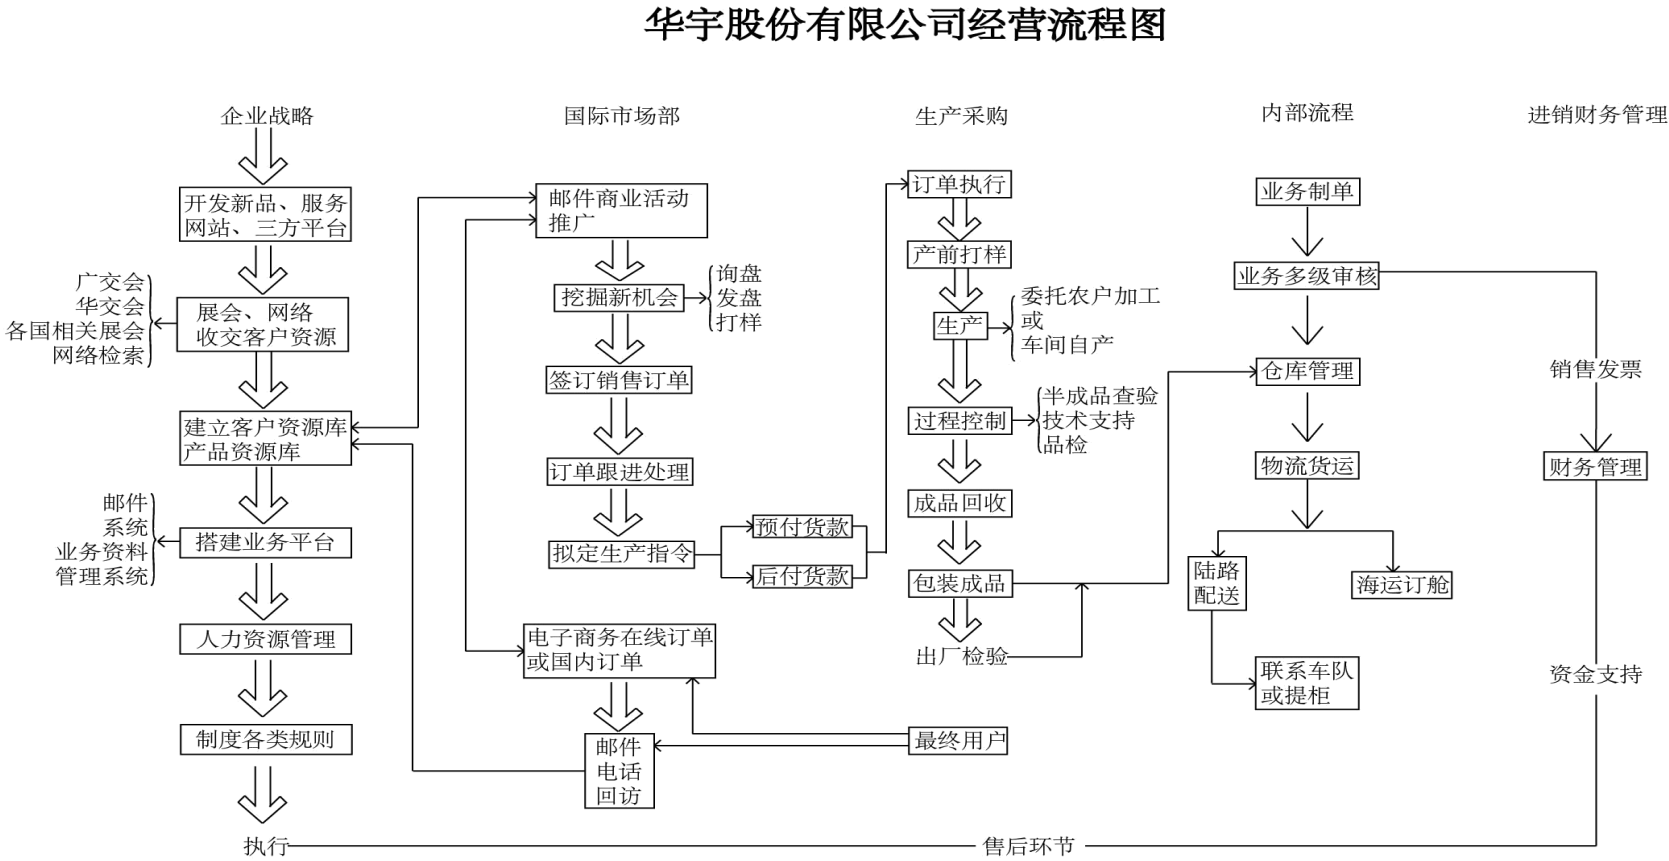 华宇股份有限公司经营流程图
企业战略
开发新品、服务
网站、三方平台
广交会
华交会
各国相关展会
网络检索
展会、网络
收交客户资源
建立客户资源库
产品资源库
邮件
系统
业务资料
管理系统
搭建业务平台
人力资源管理
制度各类规则
执行
国际市场部
邮件商业活动
推广
挖掘新机会
询盘
发盘
打样
签订销售订单
订单跟进处理
拟定生产指令
预付货款
后付货款
电子商务在线订单
或国内订单
邮件
电话
回访
生产采购
订单执行
产前打样
生产
委托农户加工
或
车间自产
过程控制
半成品查验
技术支持
品检
成品回收
包装成品
出厂检验
最终用户
内部流程
业务制单
业务多级审核
仓库管理
物流货运
陆路
配送
海运订舱
联系车队
或提柜
进销财务管理
销售发票
财务管理
资金支持
售后环节